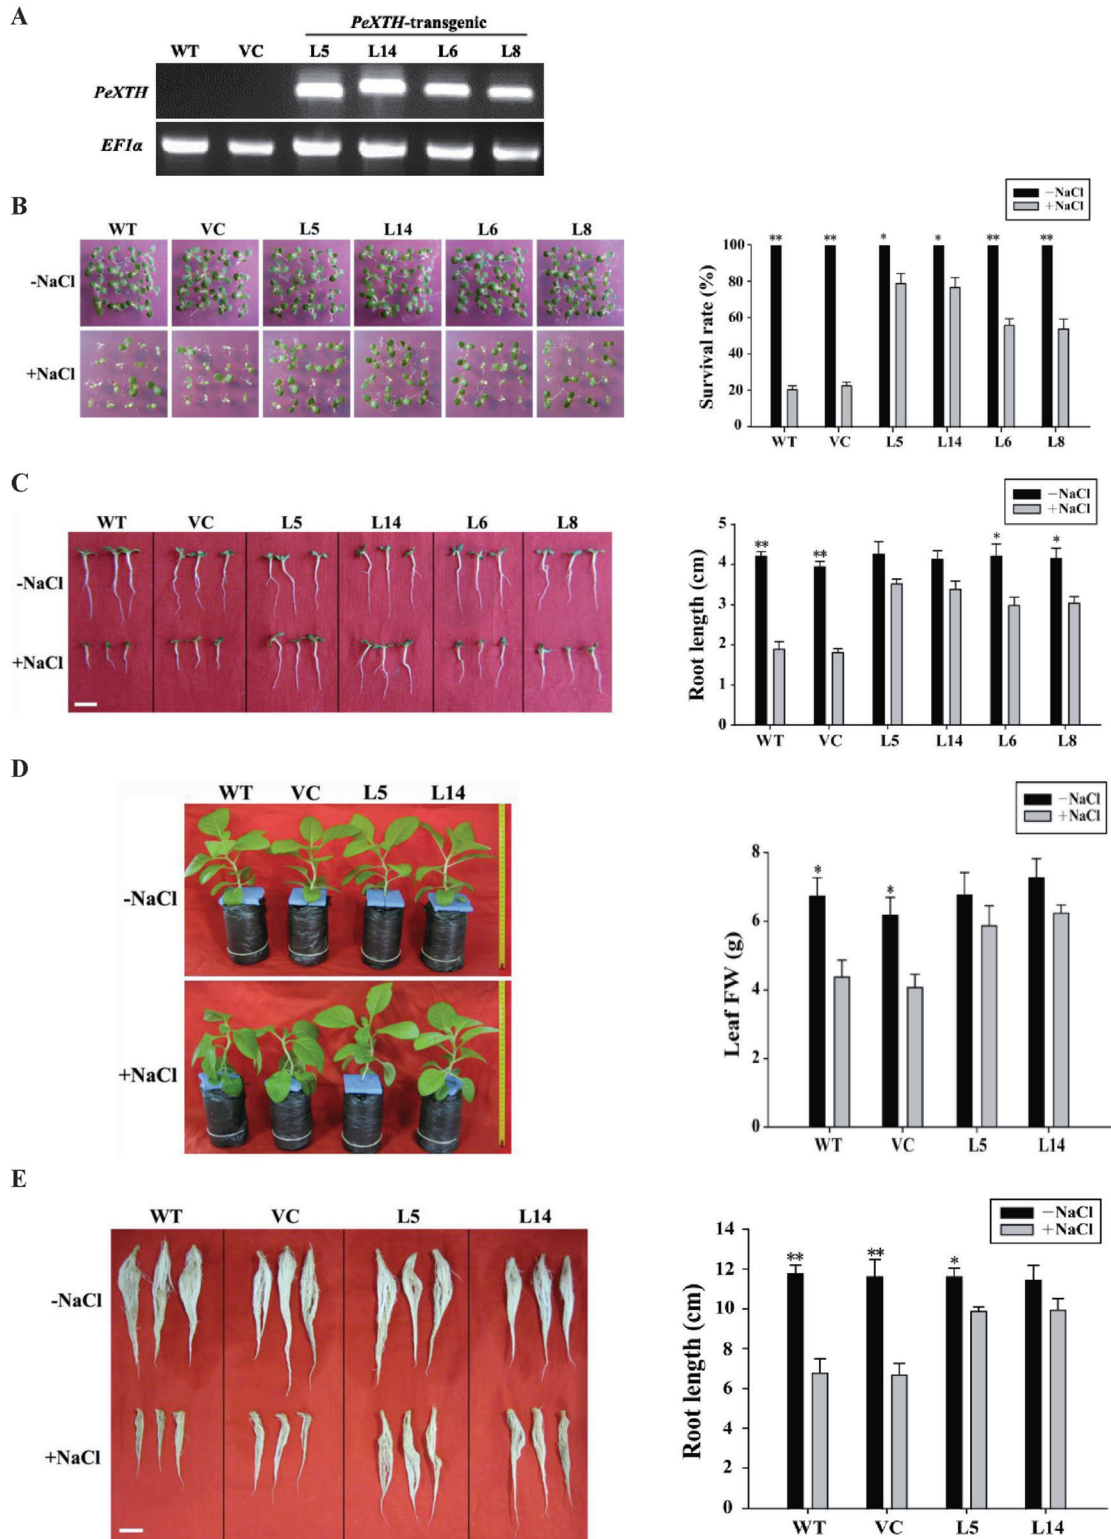 A
PeXTH-transgenic
WT VC L5 L14 L6 L8
PeXTH
EF1α
B
WT VC L5 L14 L6 L8
-NaCl
+NaCl
−NaCl
+NaCl
Survival rate (%)
100
80
60
40
20
0
** ** * * ** **
WT VC L5 L14 L6 L8
C
WT VC L5 L14 L6 L8
-NaCl
+NaCl
−NaCl
+NaCl
Root length (cm)
5
4
3
2
1
0
** ** * *
WT VC L5 L14 L6 L8
D
WT VC L5 L14
-NaCl
+NaCl
−NaCl
+NaCl
Leaf FW (g)
8
6
4
2
0
* *
WT VC L5 L14
E
WT VC L5 L14
-NaCl
+NaCl
−NaCl
+NaCl
Root length (cm)
14
12
10
8
6
4
2
0
** ** *
WT VC L5 L14